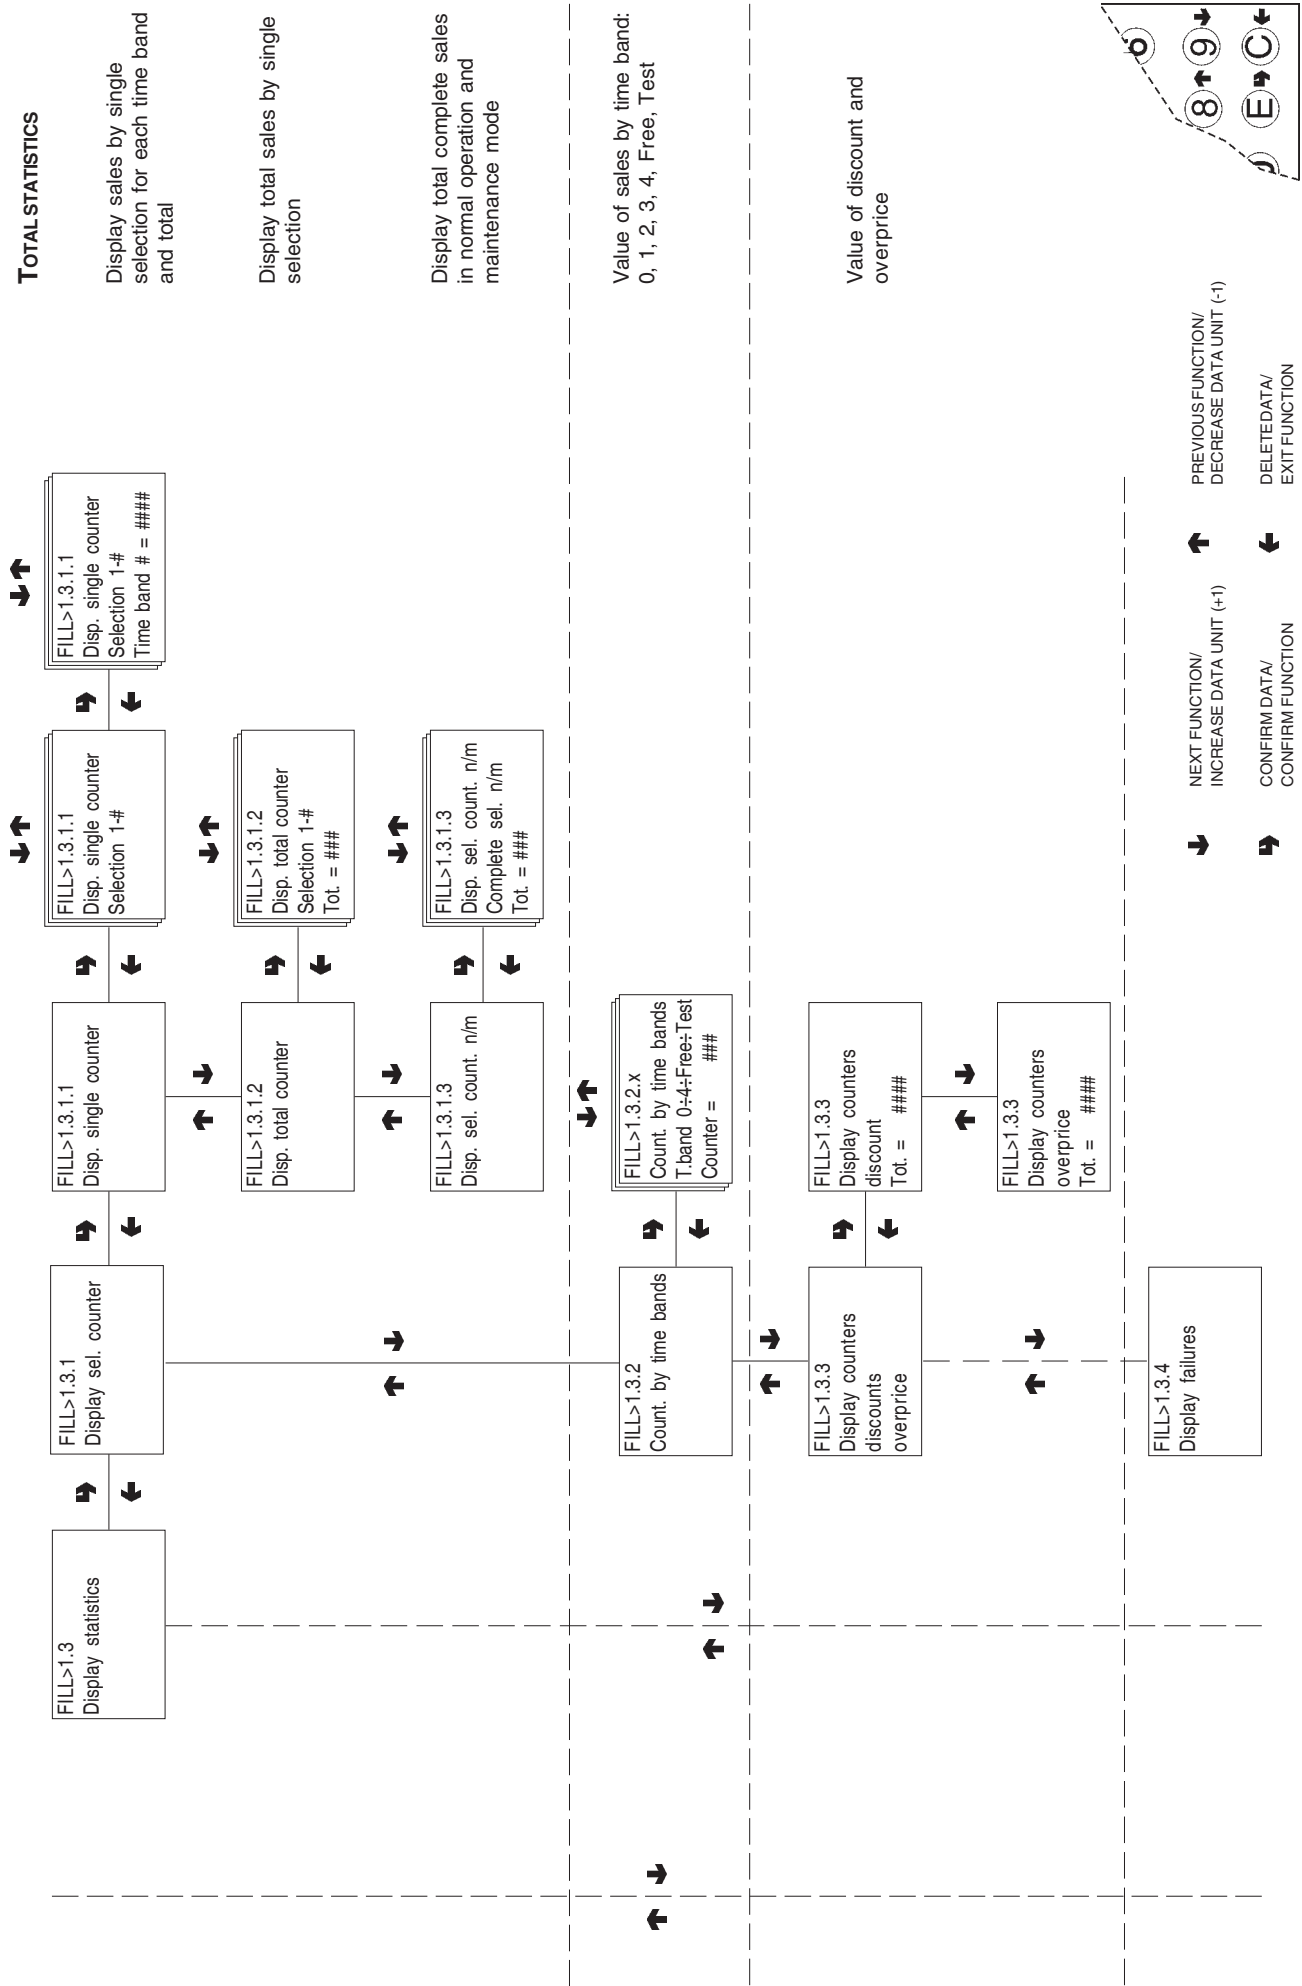 TOTAL STATISTICS
FILL>1.3
Display statistics
FILL>1.3.1
Display sel. counter
FILL>1.3.1.1
Disp. single counter
FILL>1.3.1.1
Disp. single counter
Selection 1-#
FILL>1.3.1.1
Disp. single counter
Selection 1-#
Time band # = ####
Display sales by single
selection for each time band
and total
FILL>1.3.1.2
Disp. total counter
FILL>1.3.1.2
Disp. total counter
Selection 1-#
Tot. = ###
Display total sales by single
selection
FILL>1.3.1.3
Disp. sel. count. n/m
FILL>1.3.1.3
Disp. sel. count. n/m
Complete sel. n/m
Tot. = ###
Display total complete sales
in normal operation and
maintenance mode
FILL>1.3.2
Count. by time bands
FILL>1.3.2.x
Count. by time bands
T.band 0÷4÷Free÷Test
Counter = ###
Value of sales by time band:
0, 1, 2, 3, 4, Free, Test
FILL>1.3.3
Display counters
discounts
overprice
FILL>1.3.3
Display counters
discount
Tot. = ####
Value of discount and
overprice
FILL>1.3.3
Display counters
overprice
Tot. = ####
FILL>1.3.4
Display failures
NEXT FUNCTION/
INCREASE DATA UNIT (+1)
PREVIOUS FUNCTION/
DECREASE DATA UNIT (-1)
CONFIRM DATA/
CONFIRM FUNCTION
DELETE DATA/
EXIT FUNCTION
8 9
E C